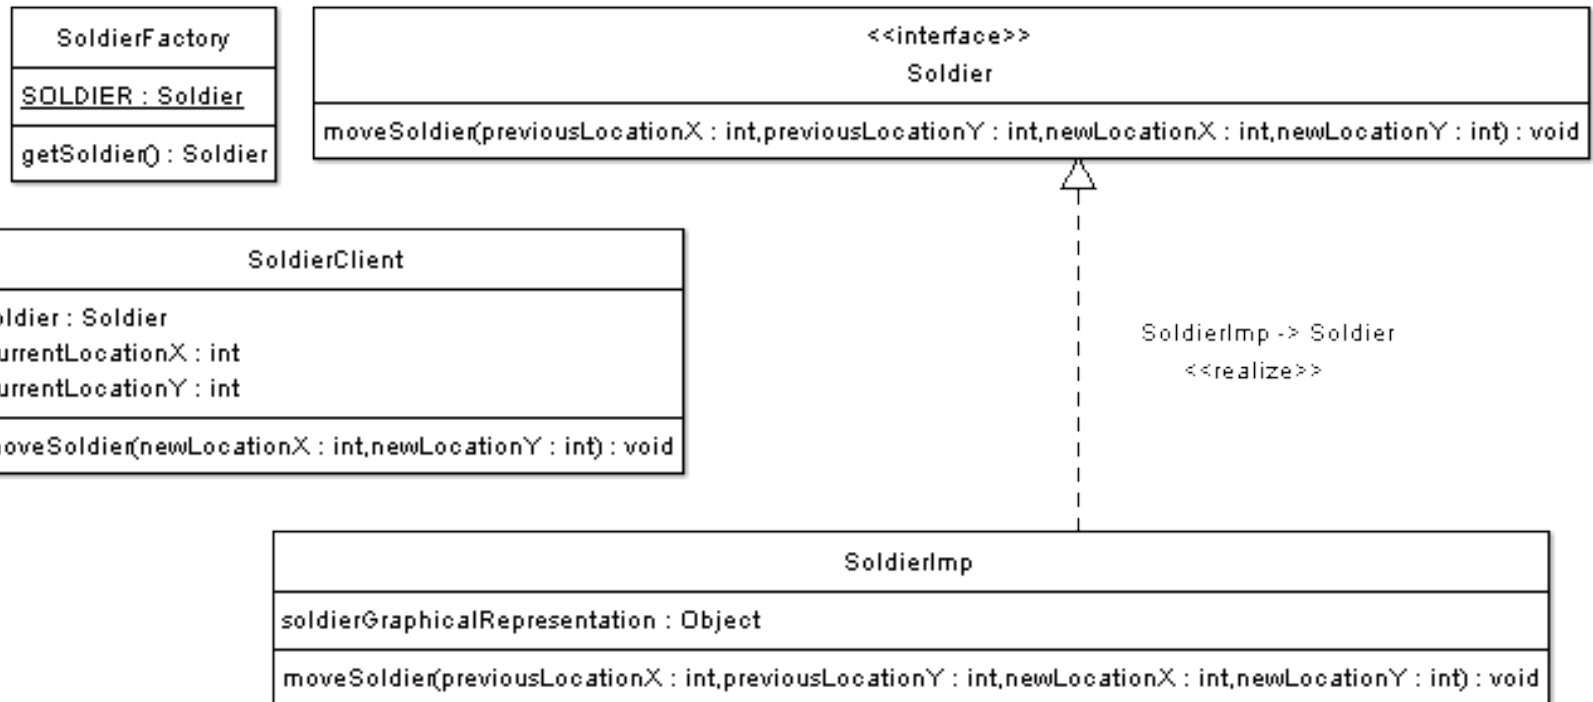 SoldierFactory
SOLDIER : Soldier
getSoldier() : Soldier
<<interface>>
Soldier
moveSoldier(previousLocationX : int,previousLocationY : int,newLocationX : int,newLocationY : int) : void
SoldierClient
oldier : Soldier
urrentLocationX : int
urrentLocationY : int
noveSoldier(newLocationX : int,newLocationY : int) : void
SoldierImp -> Soldier
<<realize>>
SoldierImp
soldierGraphicalRepresentation : Object
moveSoldier(previousLocationX : int,previousLocationY : int,newLocationX : int,newLocationY : int) : void